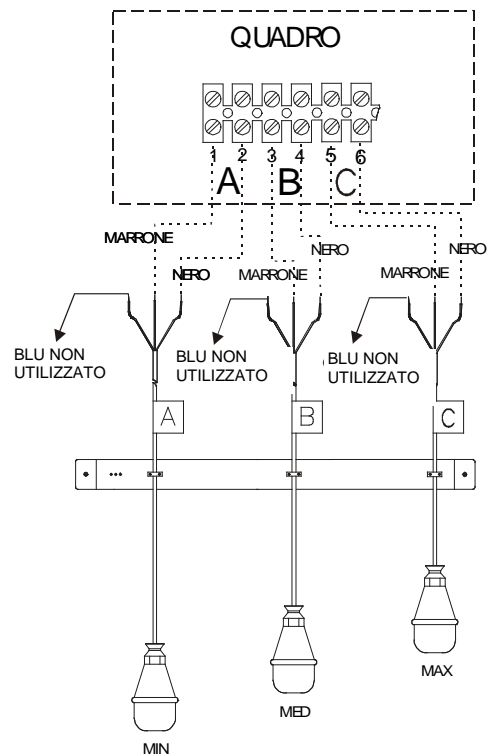 QUADRO
1 2 3 4 5 6
A B C
MARRONE
NERO
MARRONE
NERO
MARRONE
NERO
BLU NON
UTILIZZATO
BLU NON
UTILIZZATO
BLU NON
UTILIZZATO
A B C
MIN
MED
MAX